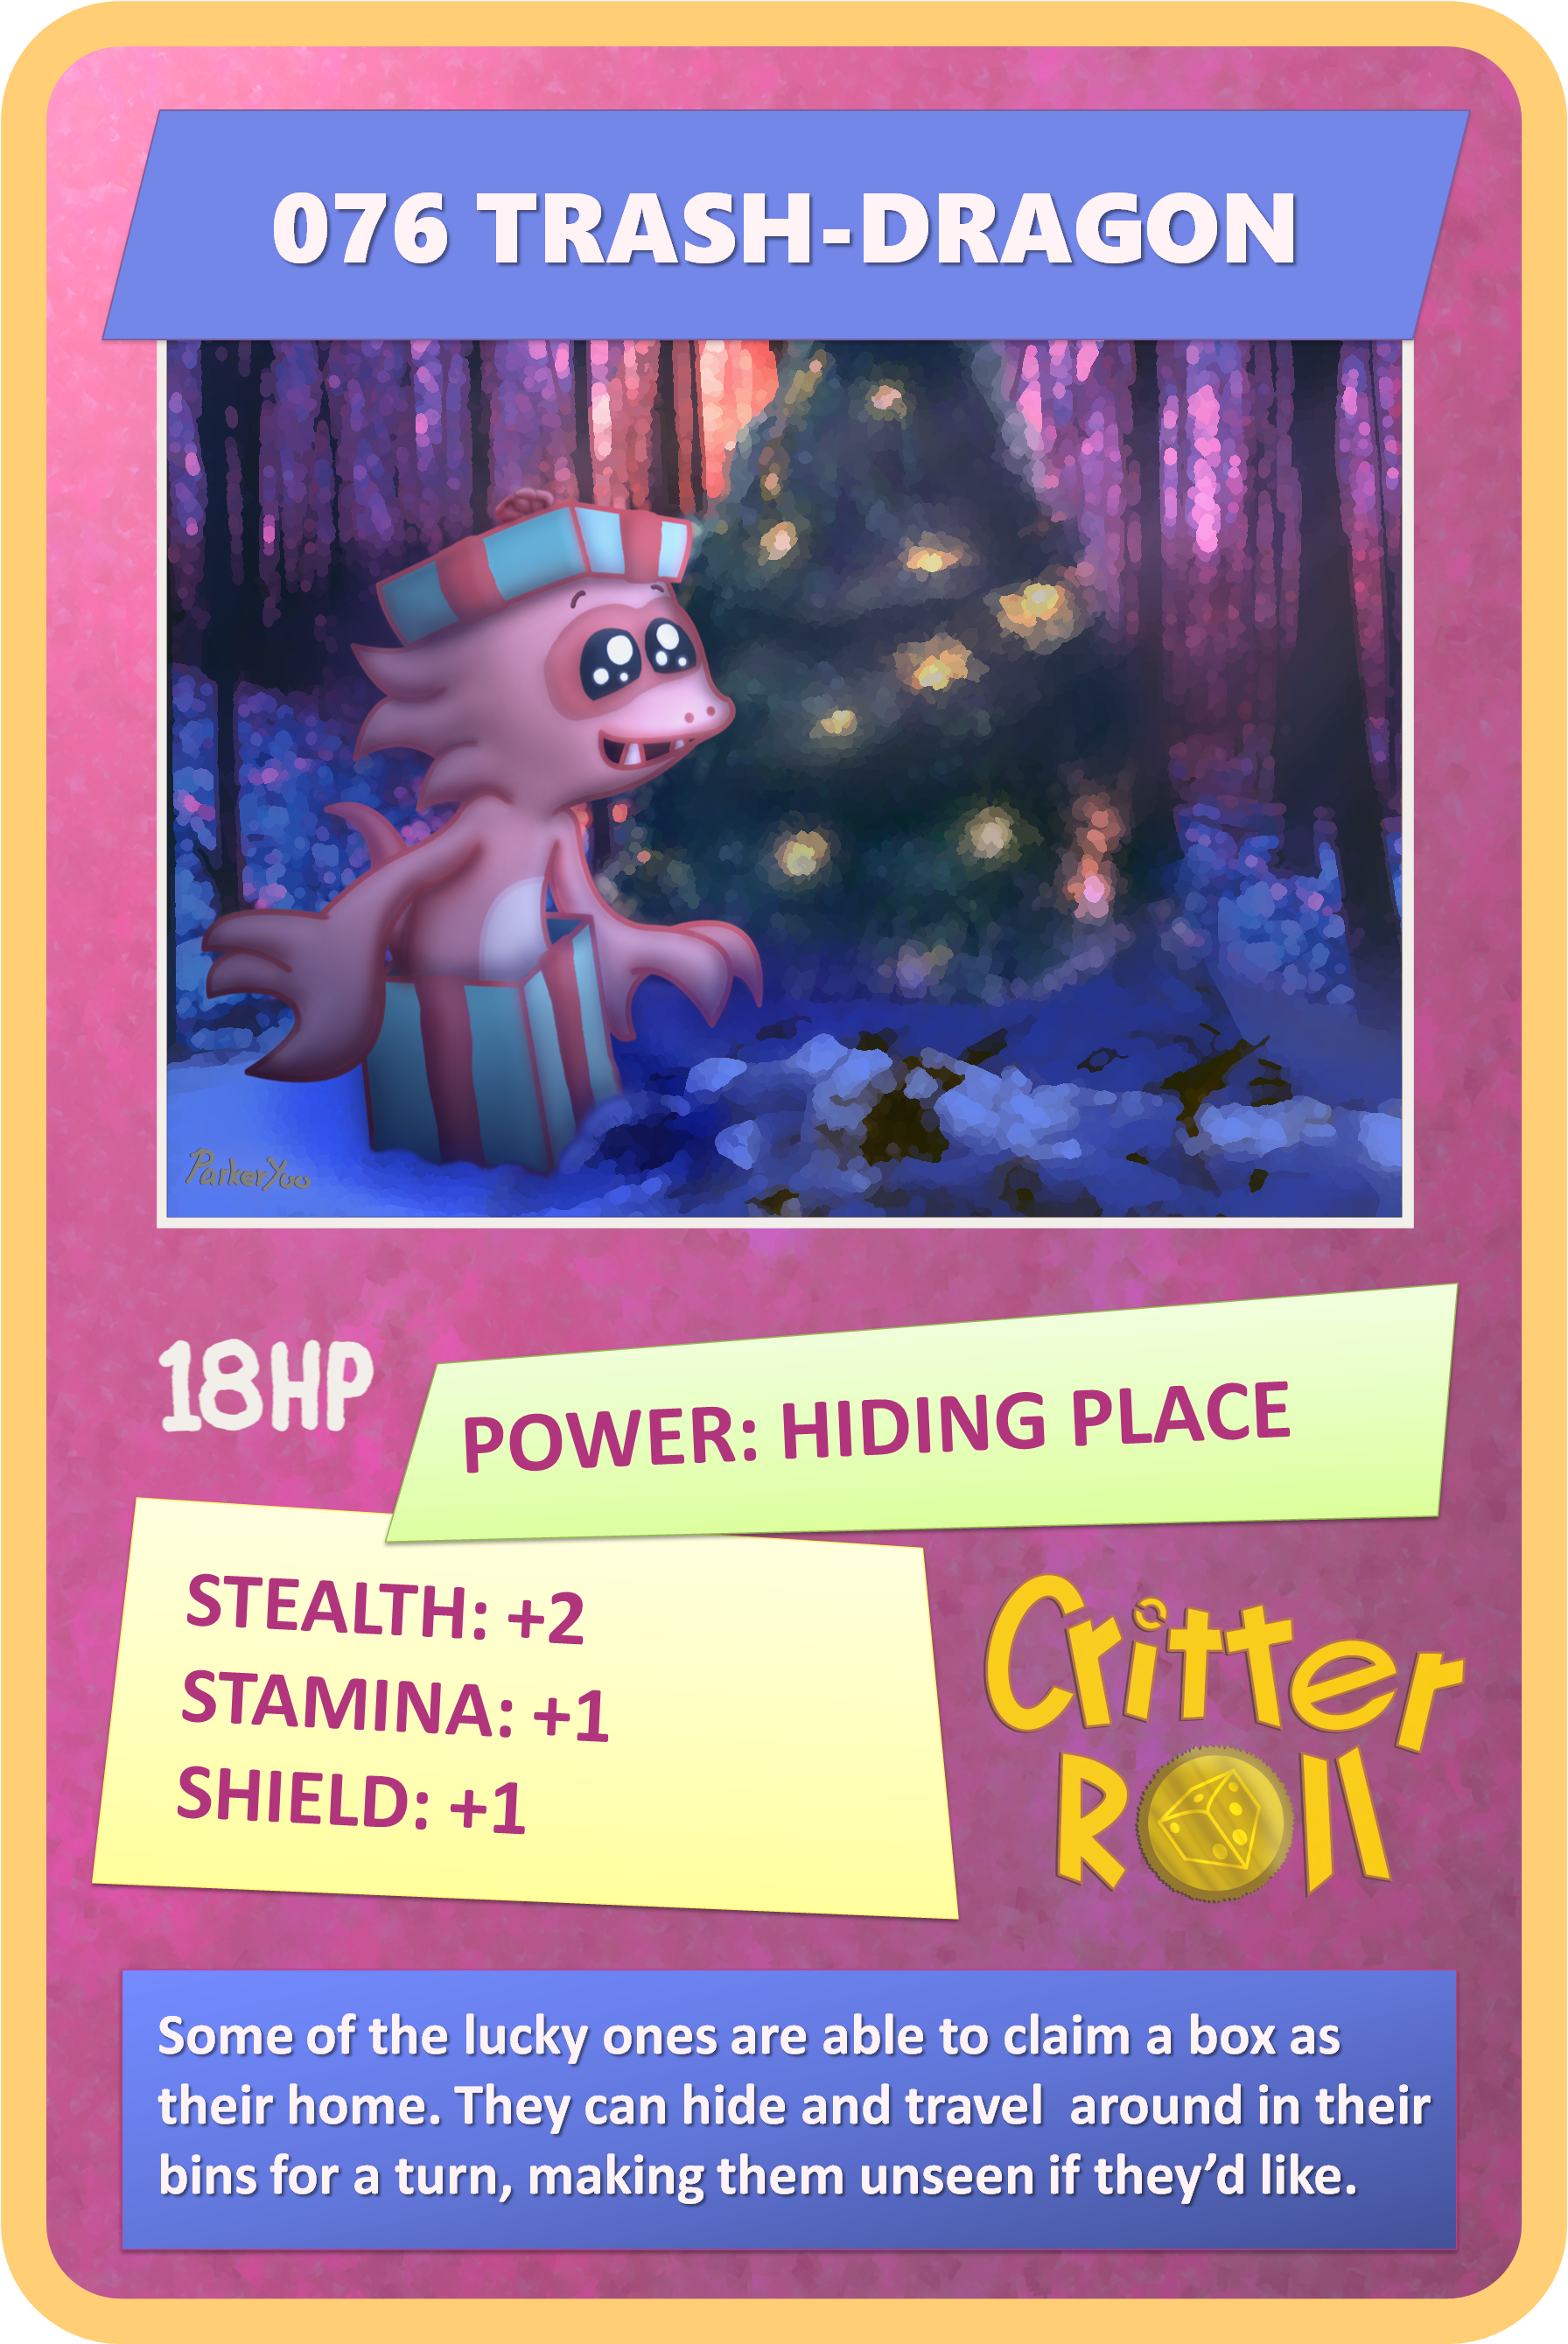 076 TRASH-DRAGON
ParkerYoo
18HP
POWER: HIDING PLACE
STEALTH: +2
STAMINA: +1
SHIELD: +1
Critter
Roll
Some of the lucky ones are able to claim a box as
their home. They can hide and travel  around in their
bins for a turn, making them unseen if they’d like.